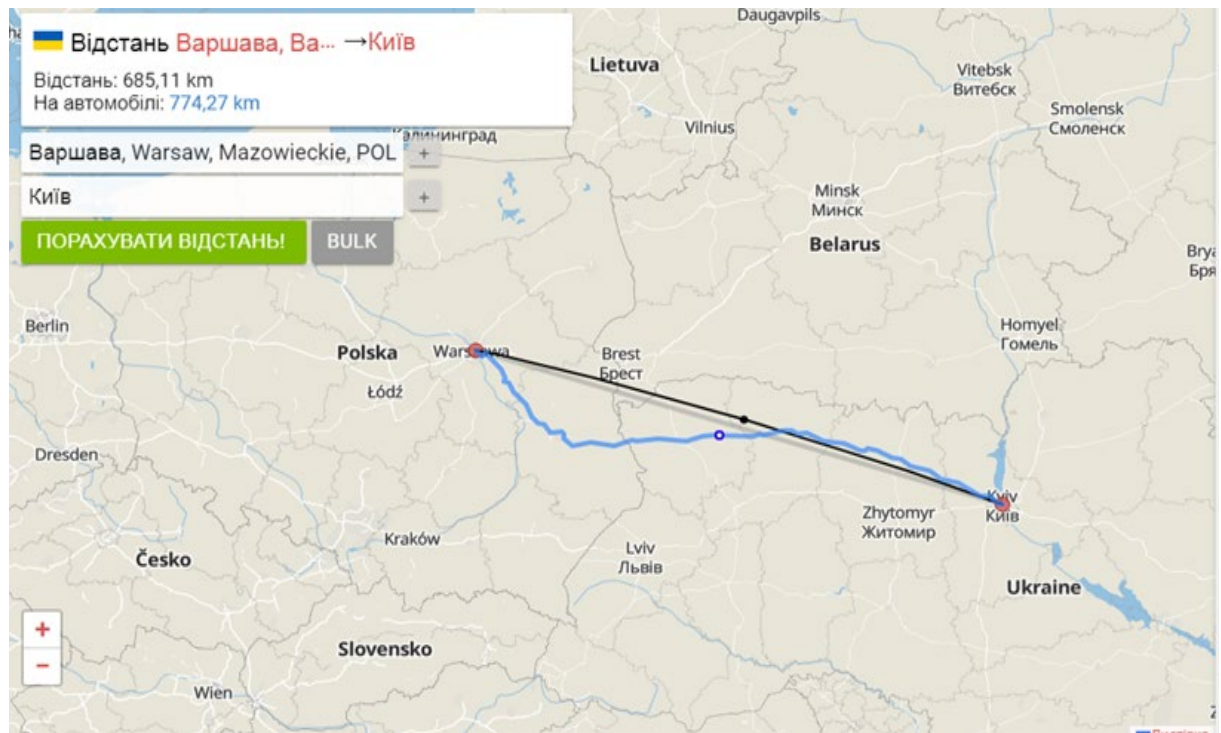 Відстань Варшава, Ва... →Київ
Відстань: 685,11 km
На автомобілі: 774,27 km
Варшава, Warsaw, Mazowieckie, POL +
Київ +
ПОРАХУВАТИ ВІДСТАНЬ! BULK
Daugavpils
Lietuva
Vitebsk
Витебск
Smolensk
Смоленск
Калининград
Vilnius
Minsk
Минск
Belarus
Berlin
Homyel
Гомель
Polska
Warszawa
Brest
Брест
Łódź
Dresden
Kyiv
Київ
Zhytomyr
Житомир
Kraków
Lviv
Львів
Česko
Ukraine
+
−
Slovensko
Wien